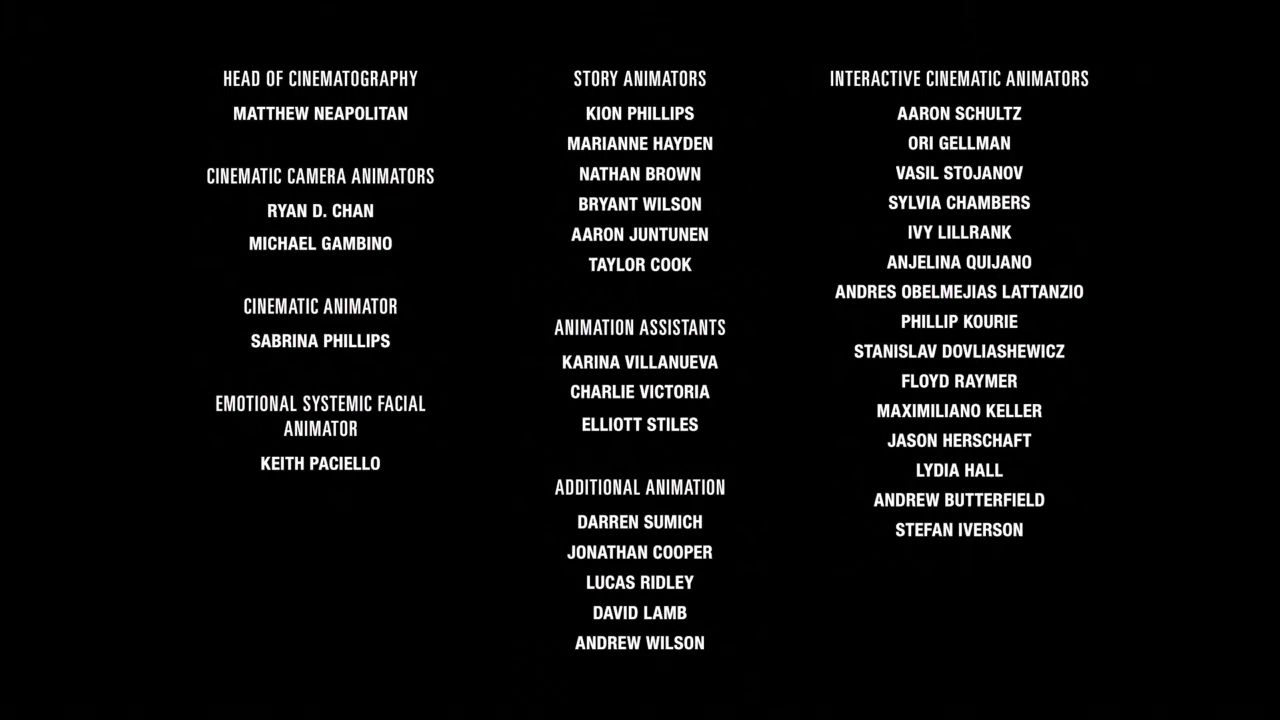 HEAD OF CINEMATOGRAPHY
MATTHEW NEAPOLITAN
CINEMATIC CAMERA ANIMATORS
RYAN D. CHAN
MICHAEL GAMBINO
CINEMATIC ANIMATOR
SABRINA PHILLIPS
EMOTIONAL SYSTEMIC FACIAL
ANIMATOR
KEITH PACIELLO
STORY ANIMATORS
KION PHILLIPS
MARIANNE HAYDEN
NATHAN BROWN
BRYANT WILSON
AARON JUNTUNEN
TAYLOR COOK
ANIMATION ASSISTANTS
KARINA VILLANUEVA
CHARLIE VICTORIA
ELLIOTT STILES
ADDITIONAL ANIMATION
DARREN SUMICH
JONATHAN COOPER
LUCAS RIDLEY
DAVID LAMB
ANDREW WILSON
INTERACTIVE CINEMATIC ANIMATORS
AARON SCHULTZ
ORI GELLMAN
VASIL STOJANOV
SYLVIA CHAMBERS
IVY LILLRANK
ANJELINA QUIJANO
ANDRES OBELMEJIAS LATTANZIO
PHILLIP KOURIE
STANISLAV DOVLIASHEWICZ
FLOYD RAYMER
MAXIMILIANO KELLER
JASON HERSCHAFT
LYDIA HALL
ANDREW BUTTERFIELD
STEFAN IVERSON